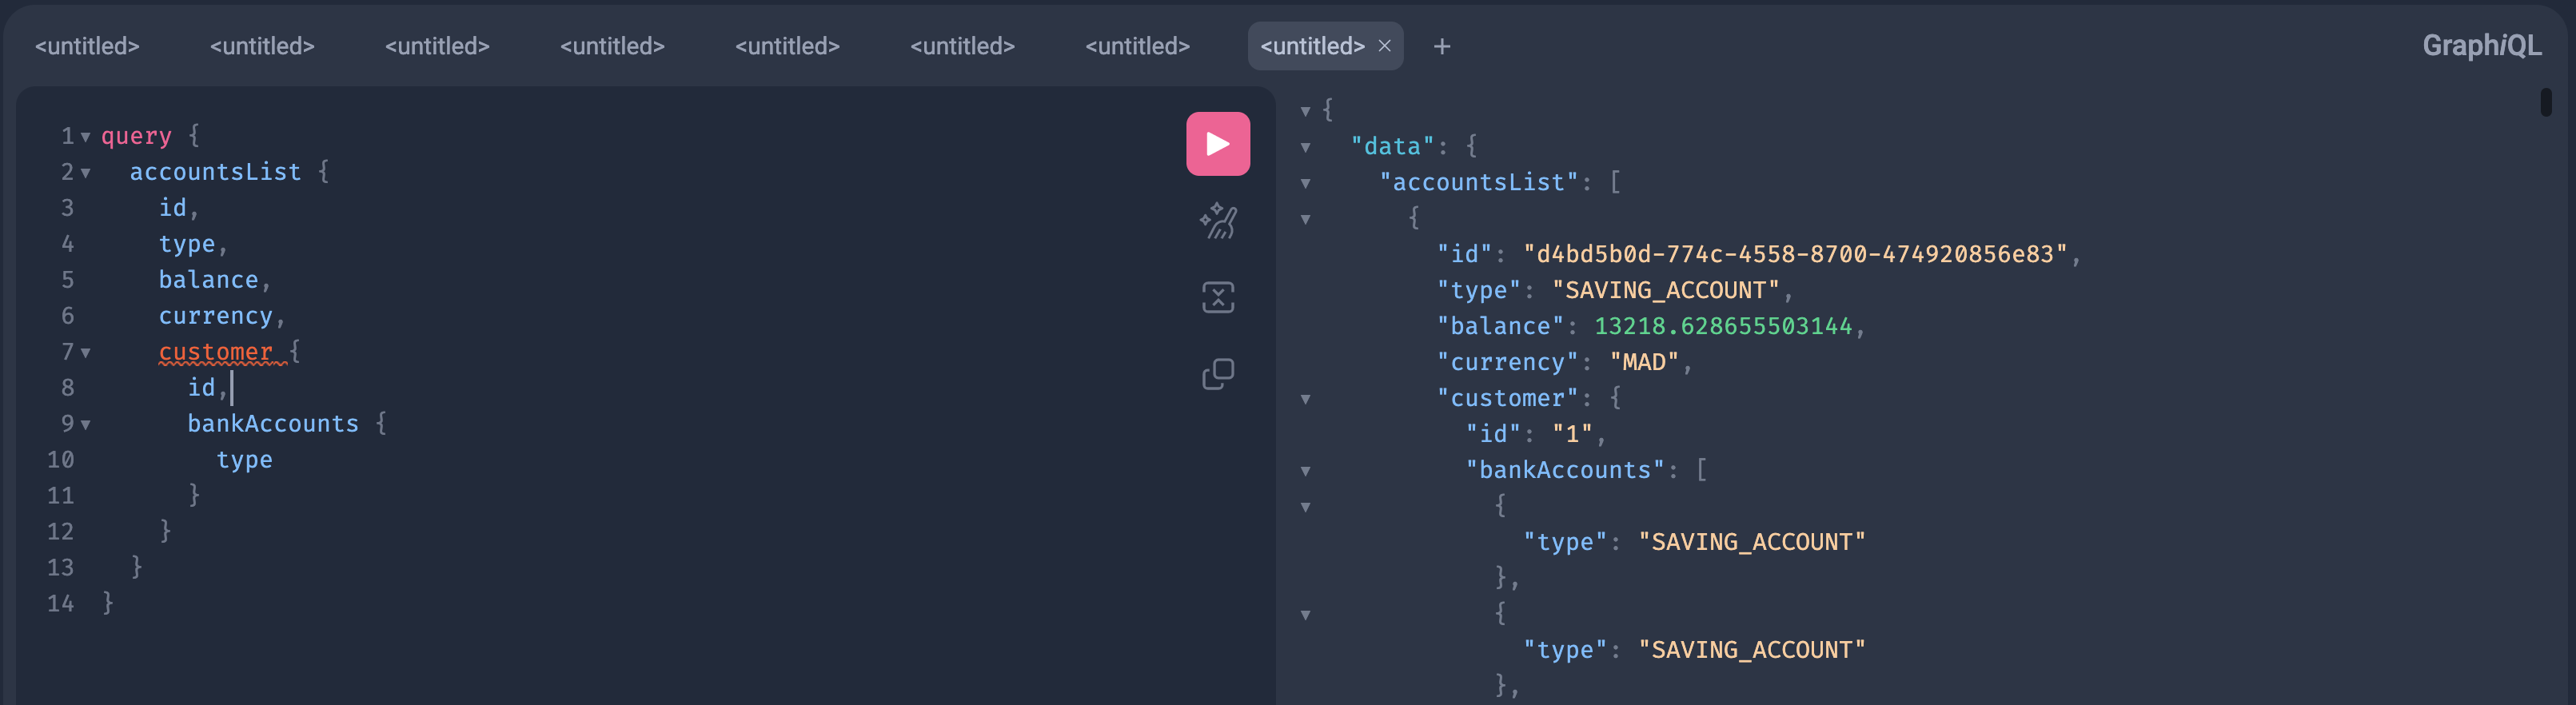 <untitled> <untitled> <untitled> <untitled> <untitled> <untitled> <untitled> <untitled> × + GraphiQL
1 query {
2 accountsList {
3 id,
4 type,
5 balance,
6 currency,
7 customer {
8 id,
9 bankAccounts {
10 type
11 }
12 }
13 }
14 }
{
"data": {
"accountsList": [
{
"id": "d4bd5b0d-774c-4558-8700-474920856e83",
"type": "SAVING_ACCOUNT",
"balance": 13218.628655503144,
"currency": "MAD",
"customer": {
"id": "1",
"bankAccounts": [
{
"type": "SAVING_ACCOUNT"
},
{
"type": "SAVING_ACCOUNT"
},